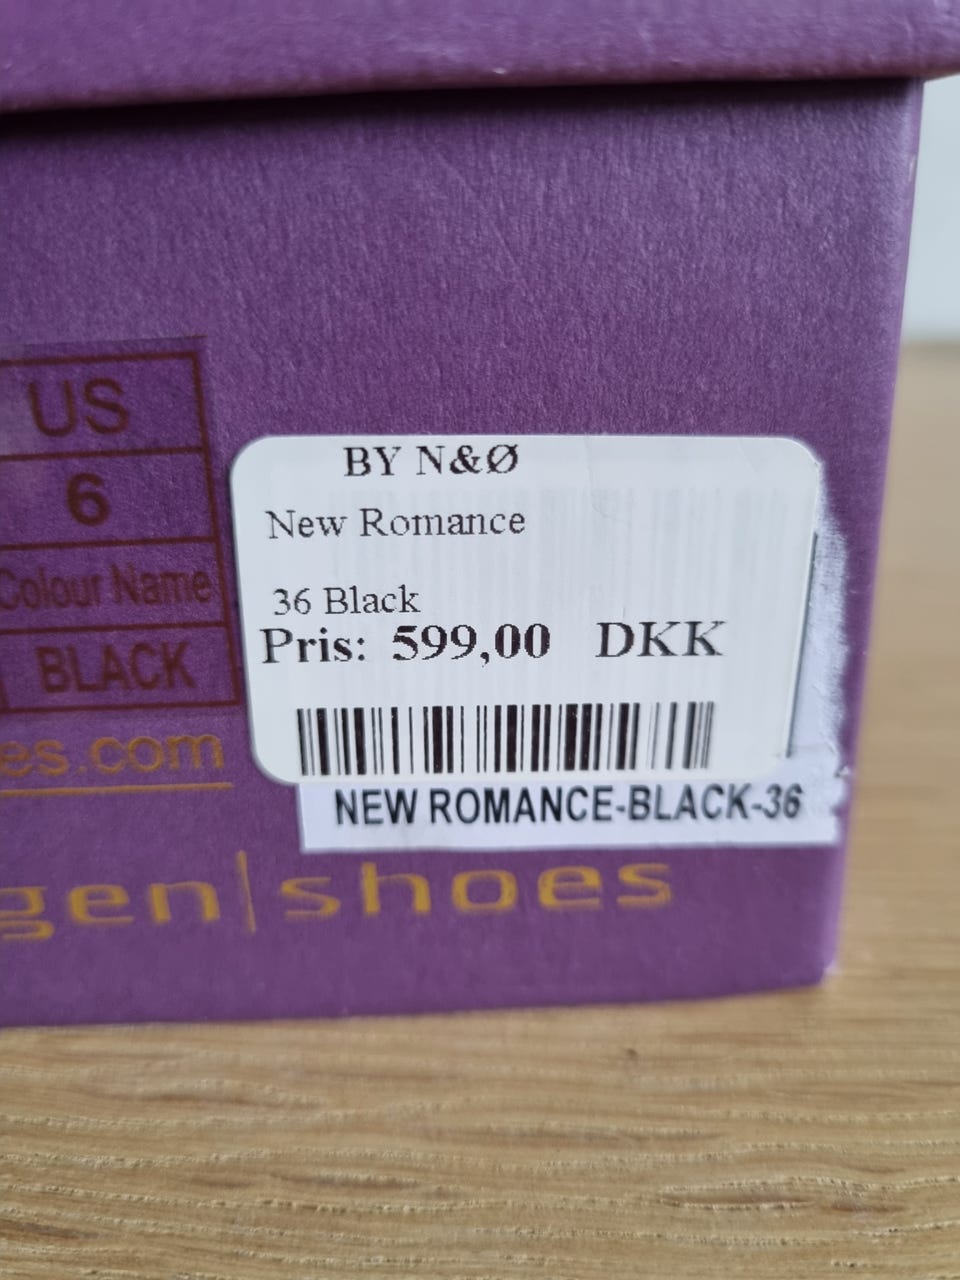 US
6
Colour Name
BLACK
es.com
BY N&Ø
New Romance
36 Black
Pris: 599,00 DKK
NEW ROMANCE-BLACK-36
gen|shoes